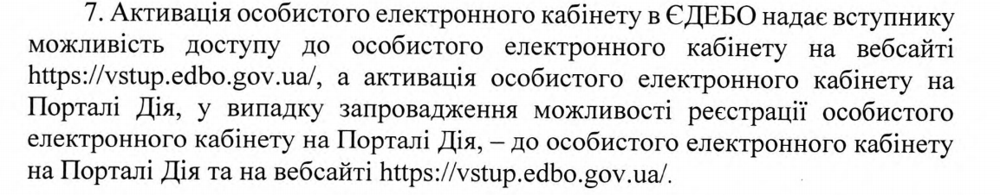 7. Активація особистого електронного кабінету в ЄДЕБО надає вступнику
можливість доступу до особистого електронного кабінету на вебсайті
https://vstup.edbo.gov.ua/, а активація особистого електронного кабінету на
Порталі Дія, у випадку запровадження можливості реєстрації особистого
електронного кабінету на Порталі Дія, – до особистого електронного кабінету
на Порталі Дія та на вебсайті https://vstup.edbo.gov.ua/.